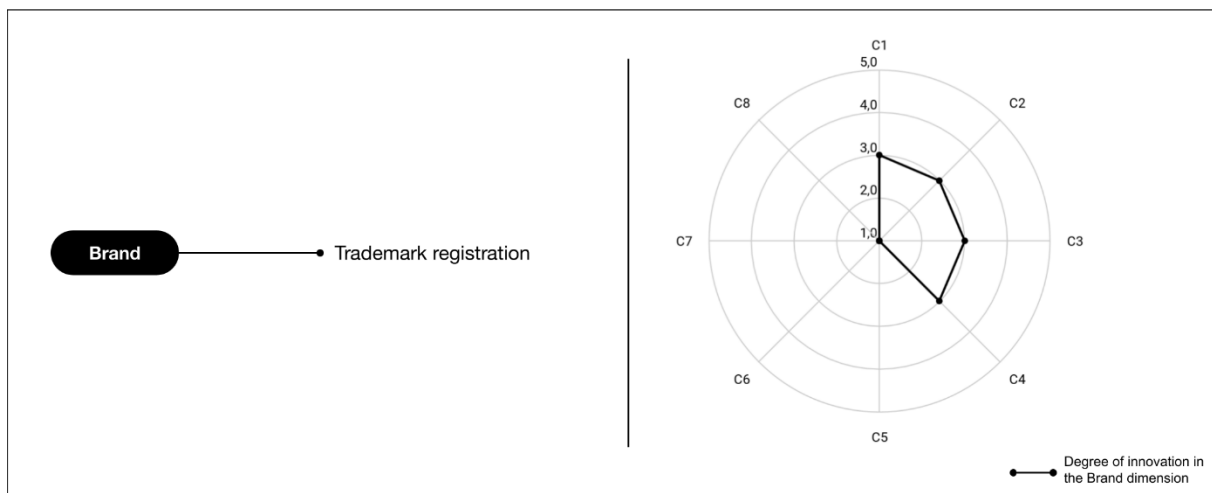 Brand
Trademark registration
C1
5,0
C8
4,0
C2
3,0
2,0
C7
1,0
C3
C6
C4
C5
Degree of innovation in
the Brand dimension